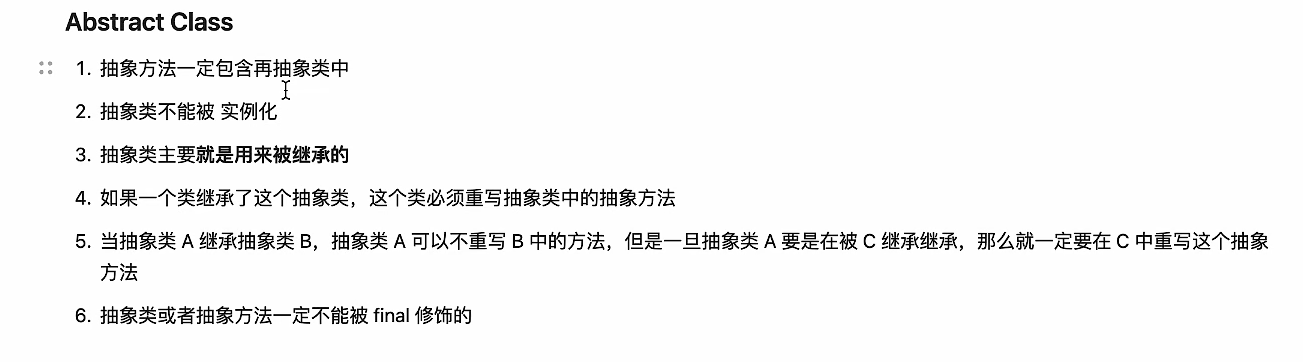 Abstract Class
1. 抽象方法一定包含再抽象类中
2. 抽象类不能被 实例化
3. 抽象类主要就是用来被继承的
4. 如果一个类继承了这个抽象类，这个类必须重写抽象类中的抽象方法
5. 当抽象类 A 继承抽象类 B，抽象类 A 可以不重写 B 中的方法，但是一旦抽象类 A 要是在被 C 继承继承，那么就一定要在 C 中重写这个抽象
方法
6. 抽象类或者抽象方法一定不能被 final 修饰的